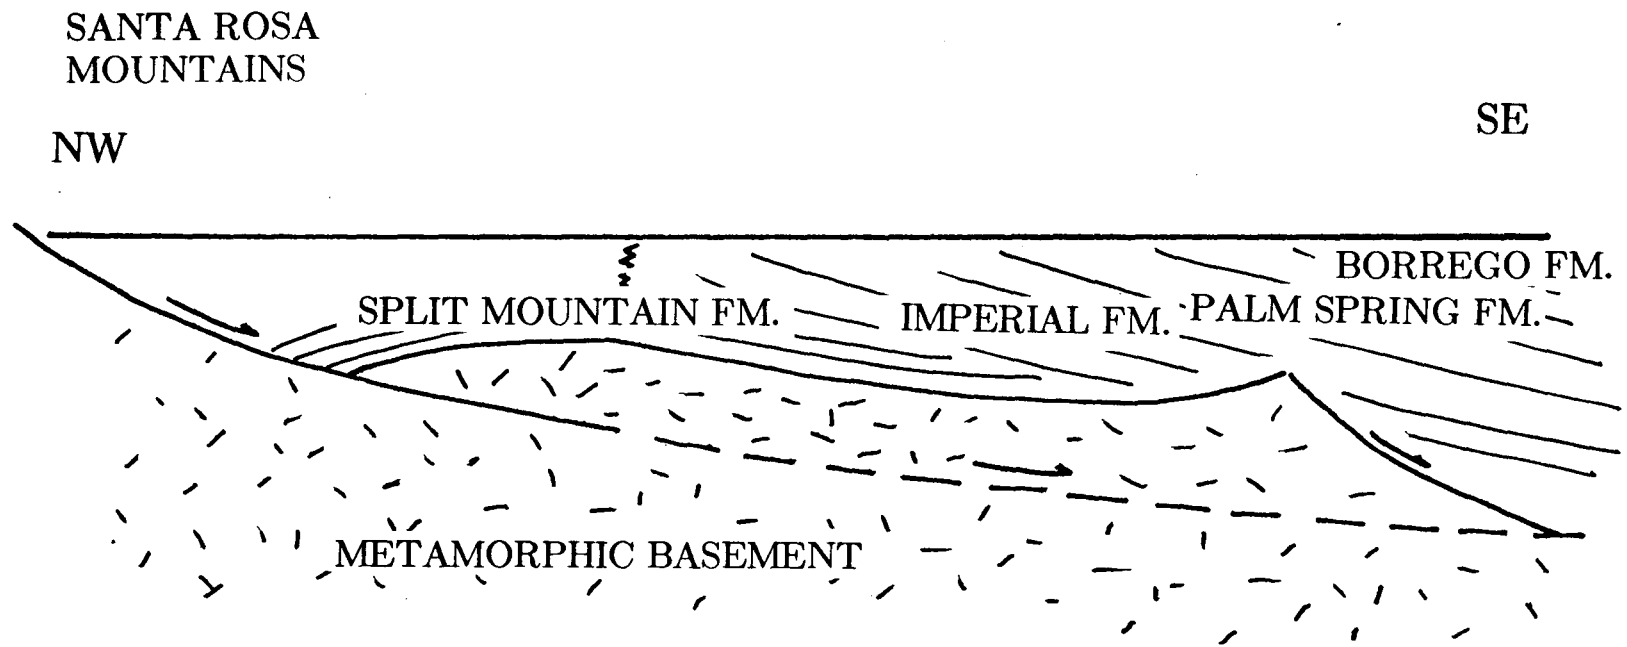 SANTA ROSA
MOUNTAINS
NW
SE
BORREGO FM.
SPLIT MOUNTAIN FM.
IMPERIAL FM.
PALM SPRING FM.
METAMORPHIC BASEMENT